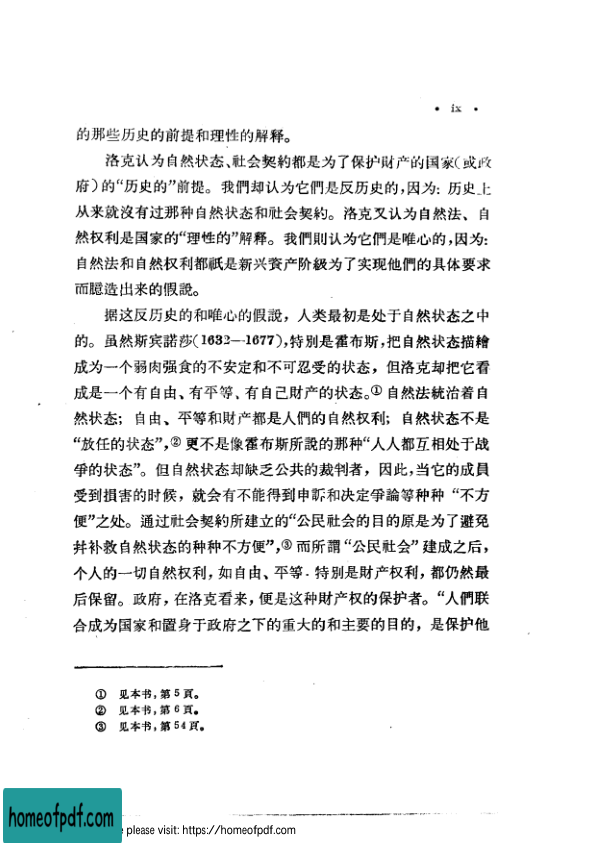 • ix •
的那些历史的前提和理性的解释。
洛克认为自然状态、社会契約都是为了保护財产的国家(或政
府)的“历史的”前提。我們却认为它們是反历史的,因为: 历史上
从来就沒有过那种自然状态和社会契約。洛克又认为自然法、自
然权利是国家的“理性的”解释。我們則认为它們是唯心的,因为:
自然法和自然权利都祇是新兴資产阶級为了实现他們的具体要求
而臆造出来的假說。
据这反历史的和唯心的假說，人类最初是处于自然状态之中
的。虽然斯宾諾莎(1632—1677),特別是霍布斯,把自然状态描繪
成为一个弱肉强食的不安定和不可忍受的状态，但洛克却把它看
成是一个有自由、有平等、有自己財产的状态。① 自然法統治着自
然状态；自由、平等和財产都是人們的自然权利；自然状态不是
“放任的状态”,② 更不是像霍布斯所說的那种“人人都互相处于战
爭的状态”。但自然状态却缺乏公共的裁判者，因此,当它的成員
受到損害的时候，就会有不能得到申訴和决定爭論等种种 “不方
便”之处。通过社会契約所建立的“公民社会的目的原是为了避免
幷补救自然状态的种种不方便”,③ 而所謂 “公民社会” 建成之后,
个人的一切自然权利，如自由、平等. 特別是財产权利，都仍然最
后保留。政府，在洛克看来，便是这种財产权的保护者。“人們联
合成为国家和置身于政府之下的重大的和主要的目的，是保护他
① 见本书,第5頁。
② 见本书,第6頁。
③ 见本书,第54頁。
homeofpdf.com
e please visit: https://homeofpdf.com